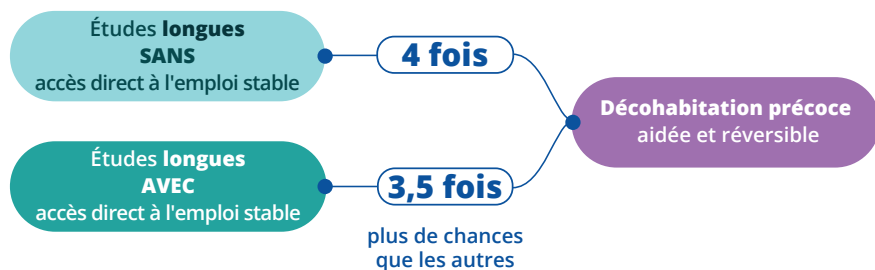 Études longues
SANS
accès direct à l'emploi stable
4 fois
Décohabitation précoce
aidée et réversible
Études longues
AVEC
accès direct à l'emploi stable
3,5 fois
plus de chances
que les autres